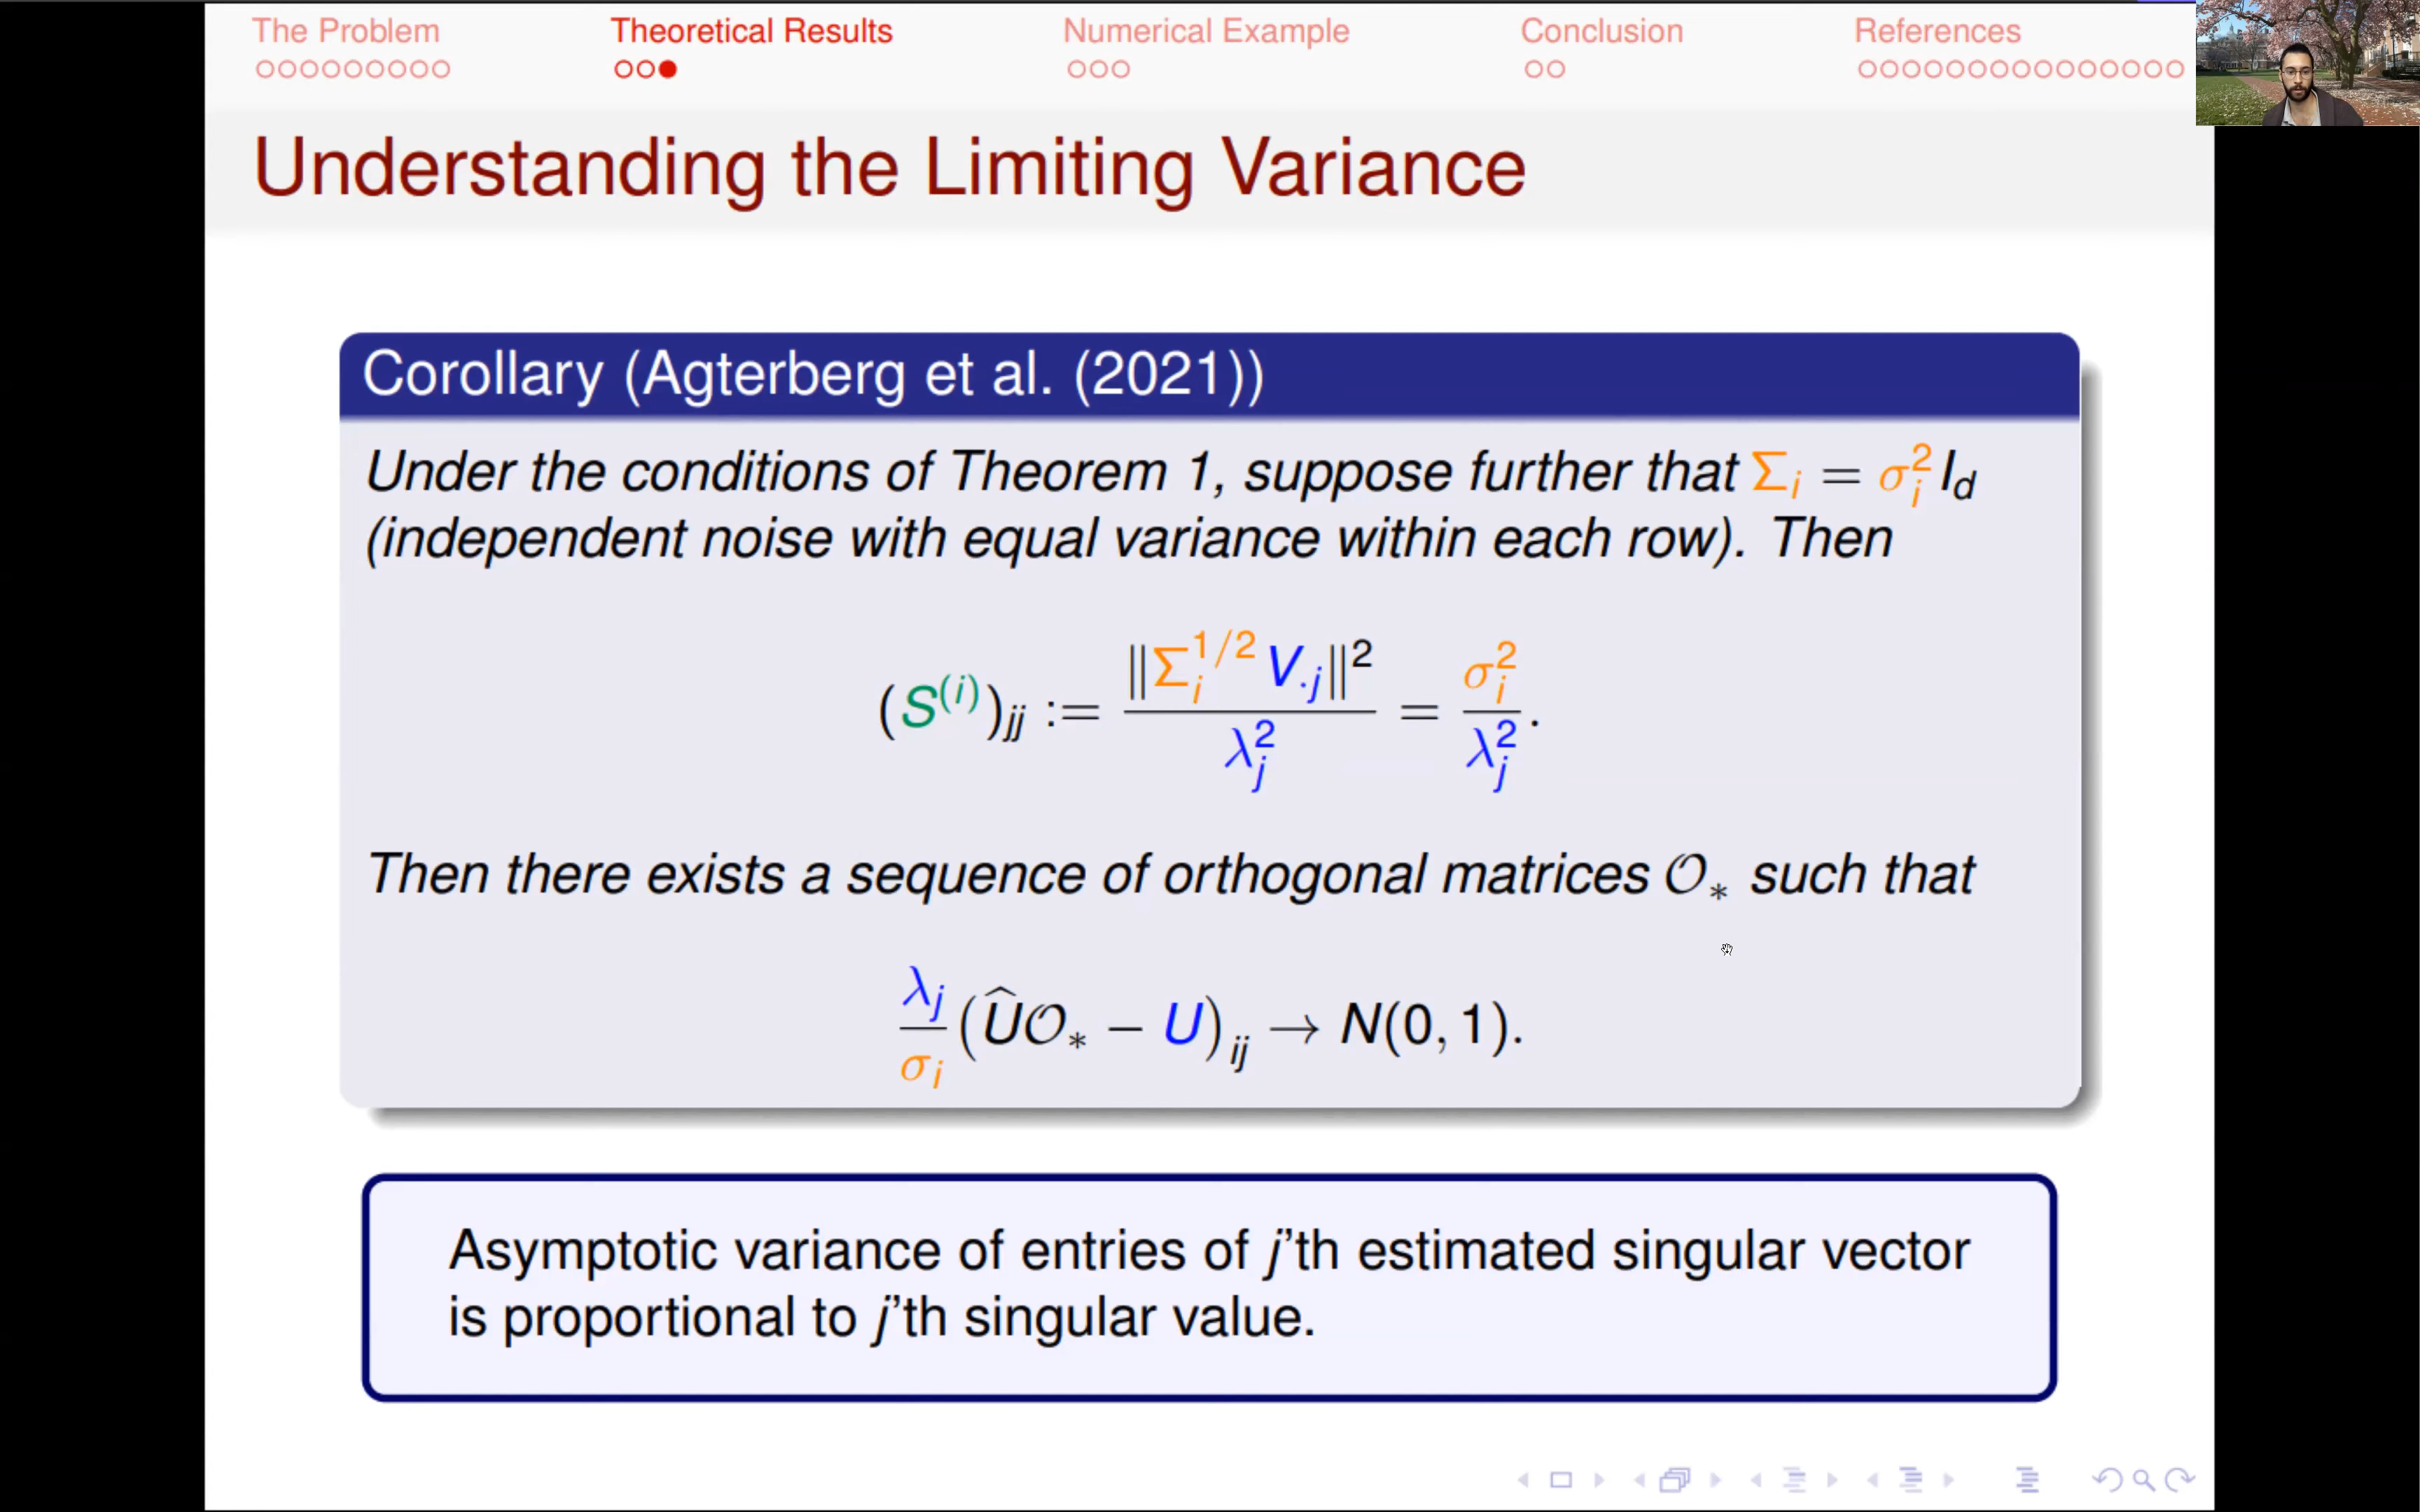 The Problem Theoretical Results Numerical Example Conclusion References
Understanding the Limiting Variance
Corollary (Agterberg et al. (2021))
Under the conditions of Theorem 1, suppose further that Σ_i = σ_i^2 I_d
(independent noise with equal variance within each row). Then
(S^{(i)})_{jj} := ‖Σ_i^{1/2} V_{·j}‖^2 / λ_j^2 = σ_i^2 / λ_j^2.
Then there exists a sequence of orthogonal matrices 𝒪_* such that
λ_j / σ_i (Û𝒪_* − U)_{ij} → N(0, 1).
Asymptotic variance of entries of j'th estimated singular vector
is proportional to j'th singular value.